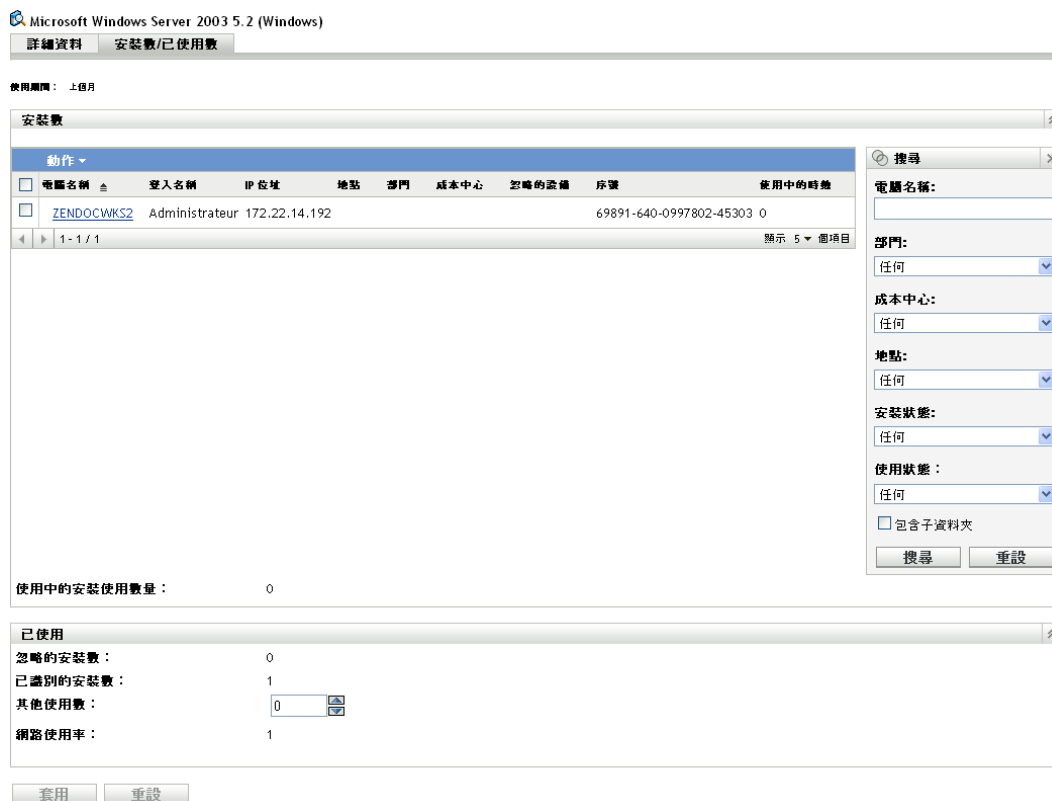 Microsoft Windows Server 2003 5.2 (Windows)
詳細資料 安裝數/已使用數
使用期間： 上個月
安裝數
動作
電腦名稱 登入名稱 IP 位址 地點 部門 成本中心 忽略的設備 序號 使用中的時幾
ZENDOCWKS2 Administrateur 172.22.14.192 69891-640-0997802-45303 0
1 - 1 / 1 顯示 5 個項目
搜尋
電腦名稱:
部門:
任何
成本中心:
任何
地點:
任何
安裝狀態:
任何
使用狀態：
任何
包含子資料夾
搜尋 重設
使用中的安裝使用數量： 0
已使用
忽略的安裝數： 0
已識別的安裝數： 1
其他使用數： 0
網路使用率： 1
套用 重設